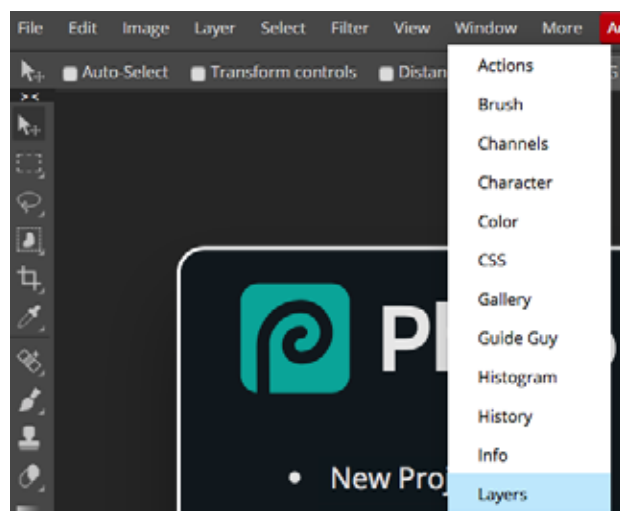 File Edit Image Layer Select Filter View Window More
Auto-Select Transform controls Distan
Actions
Brush
Channels
Character
Color
CSS
Gallery
Guide Guy
Histogram
History
Info
Layers
New Proj